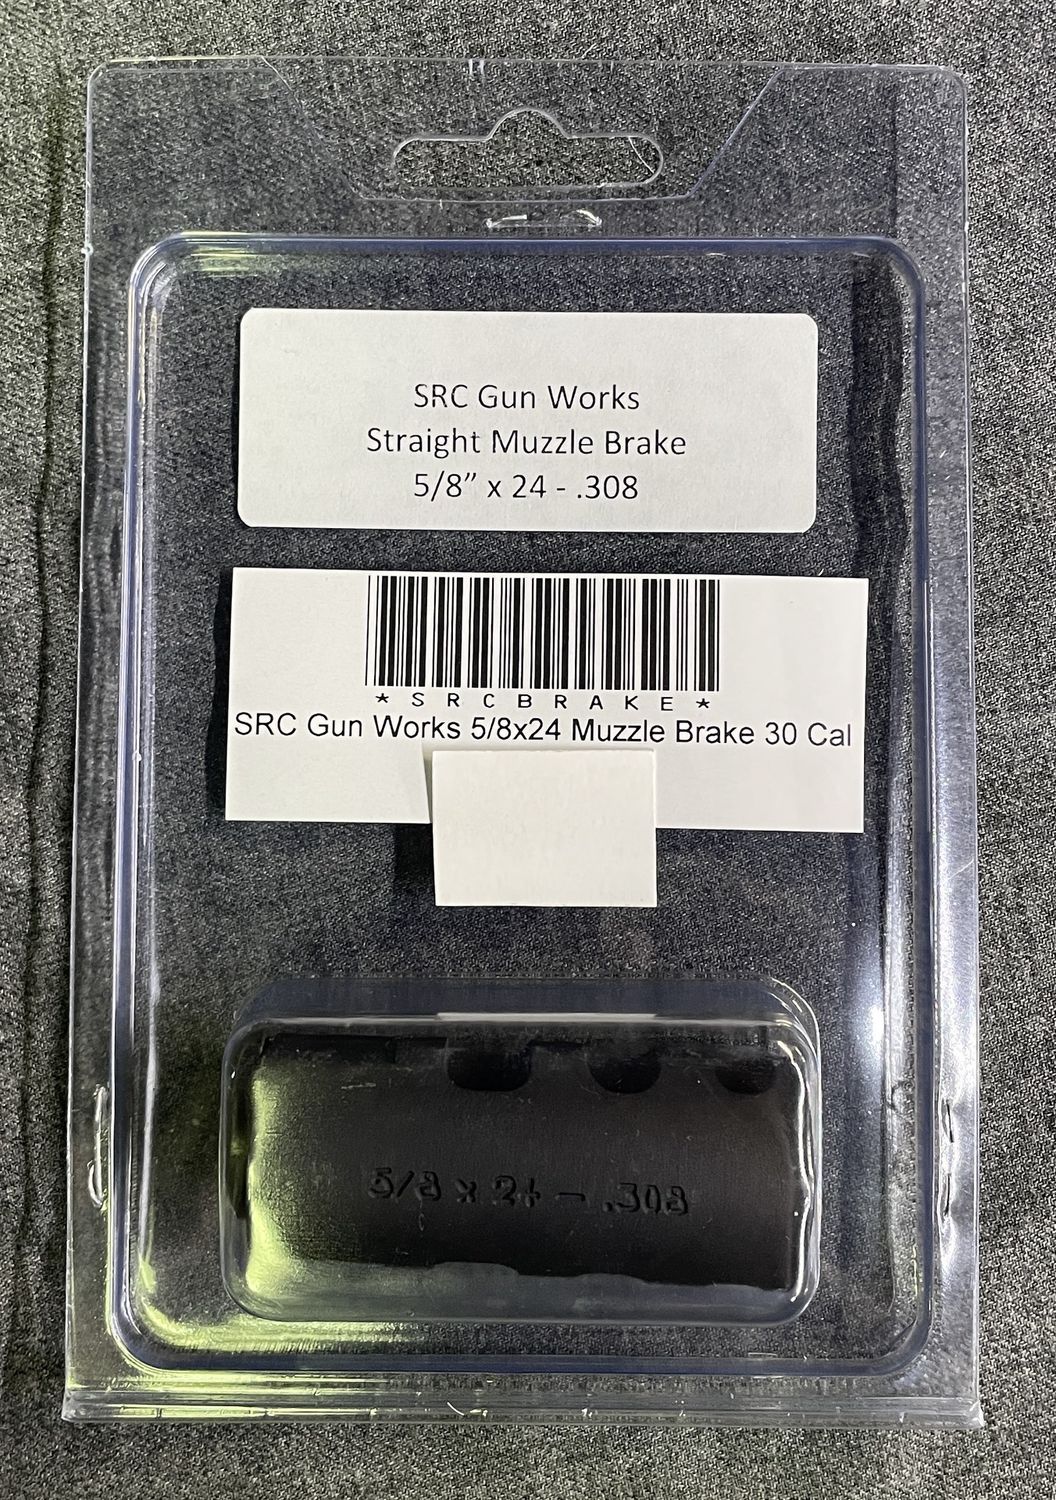 SRC Gun Works
Straight Muzzle Brake
5/8” x 24 - .308
*SRCBRAKE*
SRC Gun Works 5/8x24 Muzzle Brake 30 Cal
5/8 x 24 - .308